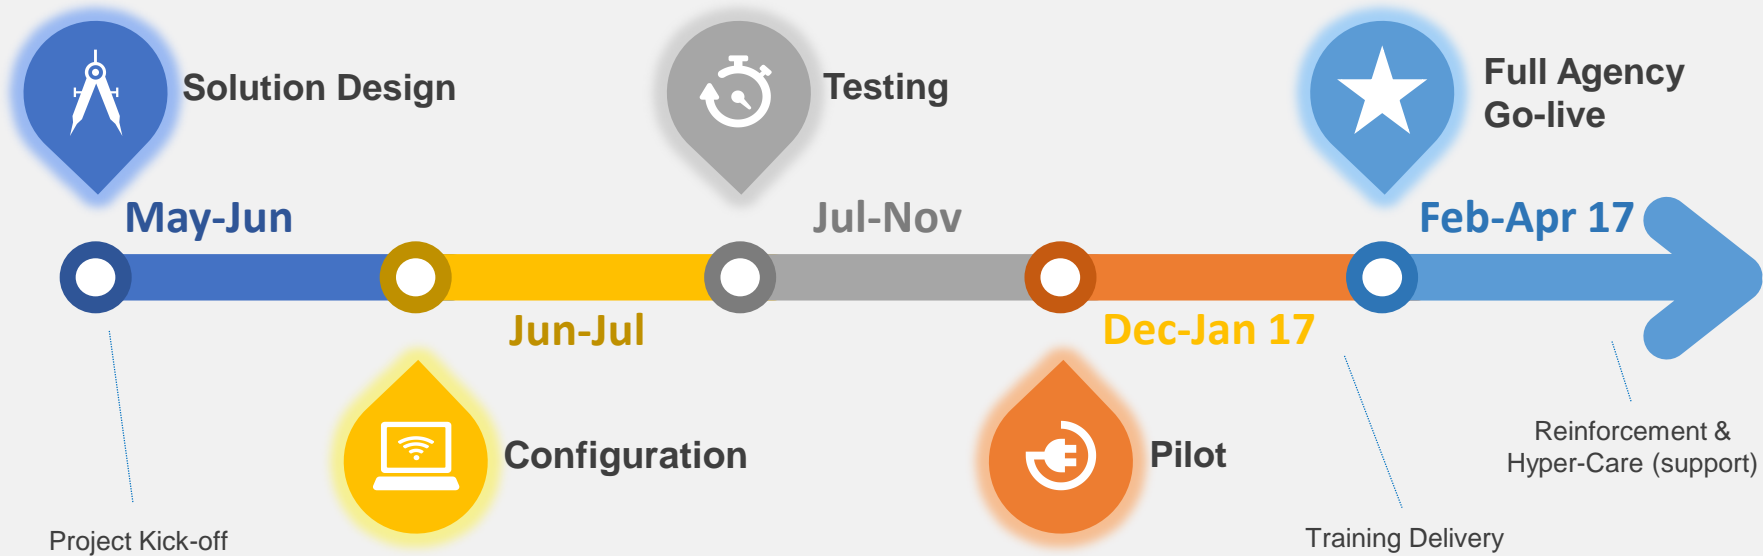 Solution Design
May-Jun
Testing
Jul-Nov
Full Agency
Go-live
Feb-Apr 17
Jun-Jul
Configuration
Dec-Jan 17
Pilot
Project Kick-off
Training Delivery
Reinforcement &
Hyper-Care (support)